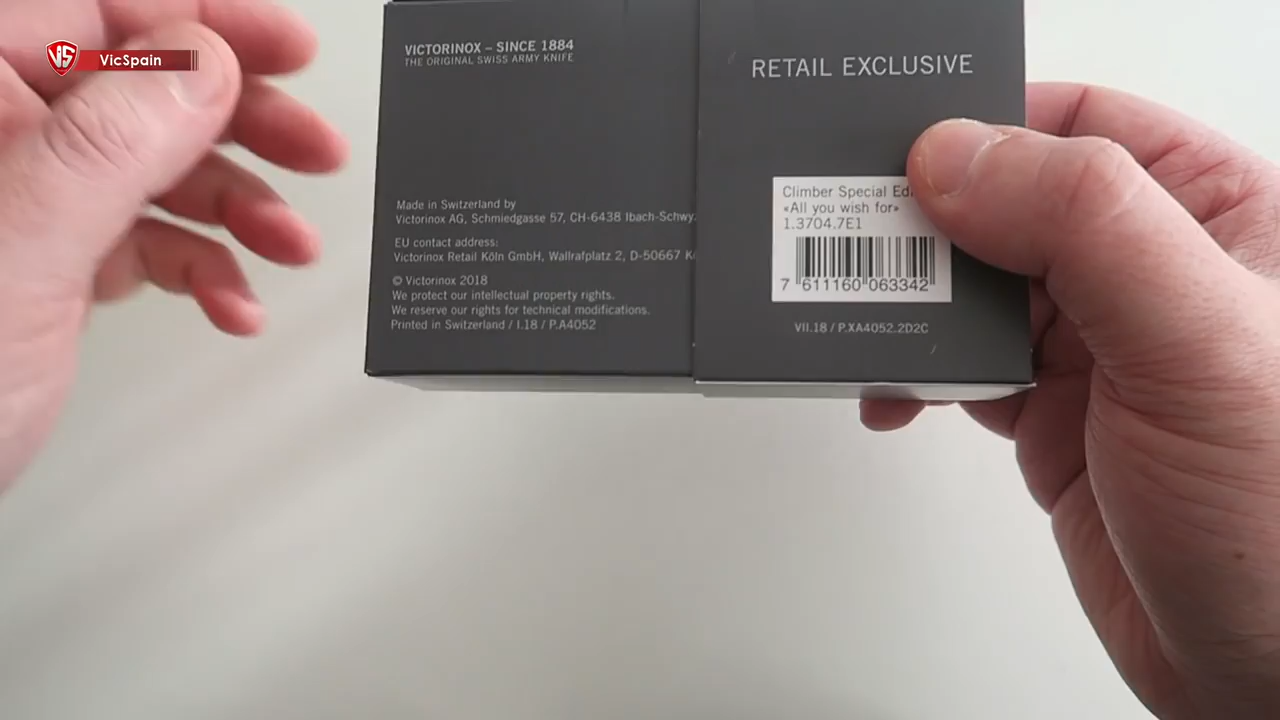 VS
VicSpain
VICTORINOX – SINCE 1884
THE ORIGINAL SWISS ARMY KNIFE
Made in Switzerland by
Victorinox AG, Schmiedgasse 57, CH-6438 Ibach-Schwy
EU contact address:
Victorinox Retail Köln GmbH, Wallrafplatz 2, D-50667 K
© Victorinox 2018
We protect our intellectual property rights.
We reserve our rights for technical modifications.
Printed in Switzerland / I.18 / P.A4052
RETAIL EXCLUSIVE
Climber Special Ed
«All you wish for»
1.3704.7E1
7 611160 063342
VII.18 / P.XA4052.2D2C